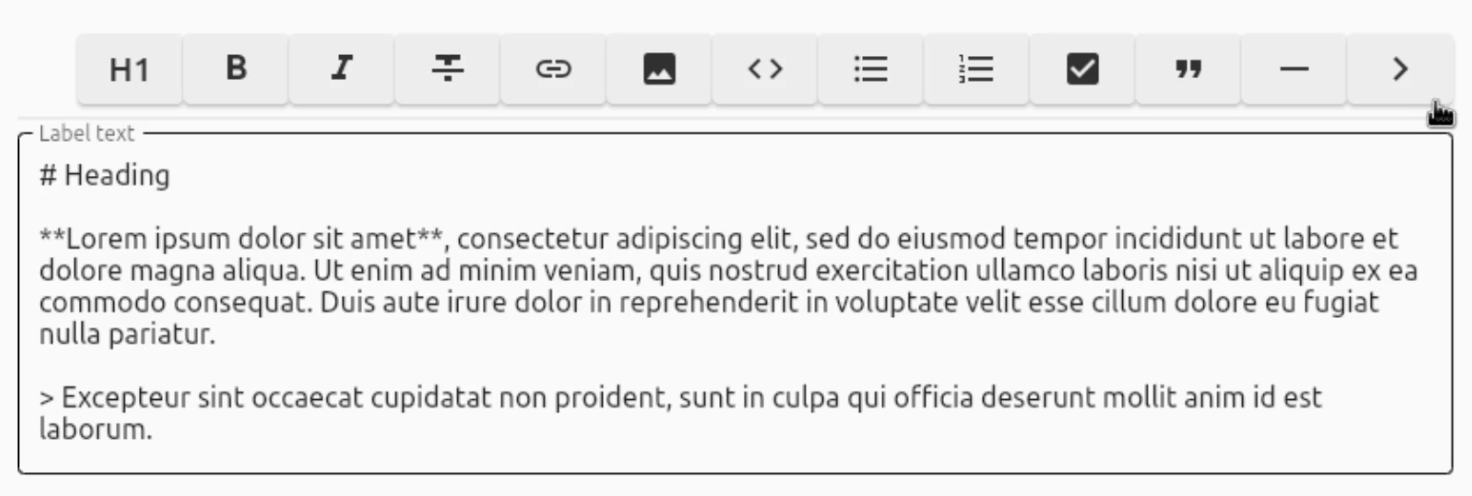 H1 B I
Label text
# Heading
**Lorem ipsum dolor sit amet**, consectetur adipiscing elit, sed do eiusmod tempor incididunt ut labore et
dolore magna aliqua. Ut enim ad minim veniam, quis nostrud exercitation ullamco laboris nisi ut aliquip ex ea
commodo consequat. Duis aute irure dolor in reprehenderit in voluptate velit esse cillum dolore eu fugiat
nulla pariatur.
> Excepteur sint occaecat cupidatat non proident, sunt in culpa qui officia deserunt mollit anim id est
laborum.